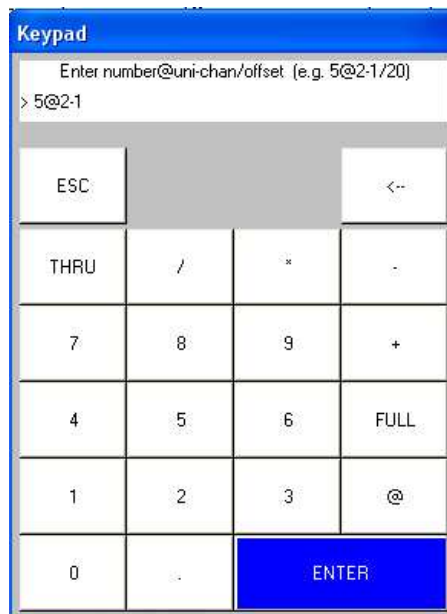 Keypad
Enter number@uni-chan/offset (e.g. 5@2-1/20)
> 5@2-1
ESC <--
THRU / * -
7 8 9 +
4 5 6 FULL
1 2 3 @
0 . ENTER